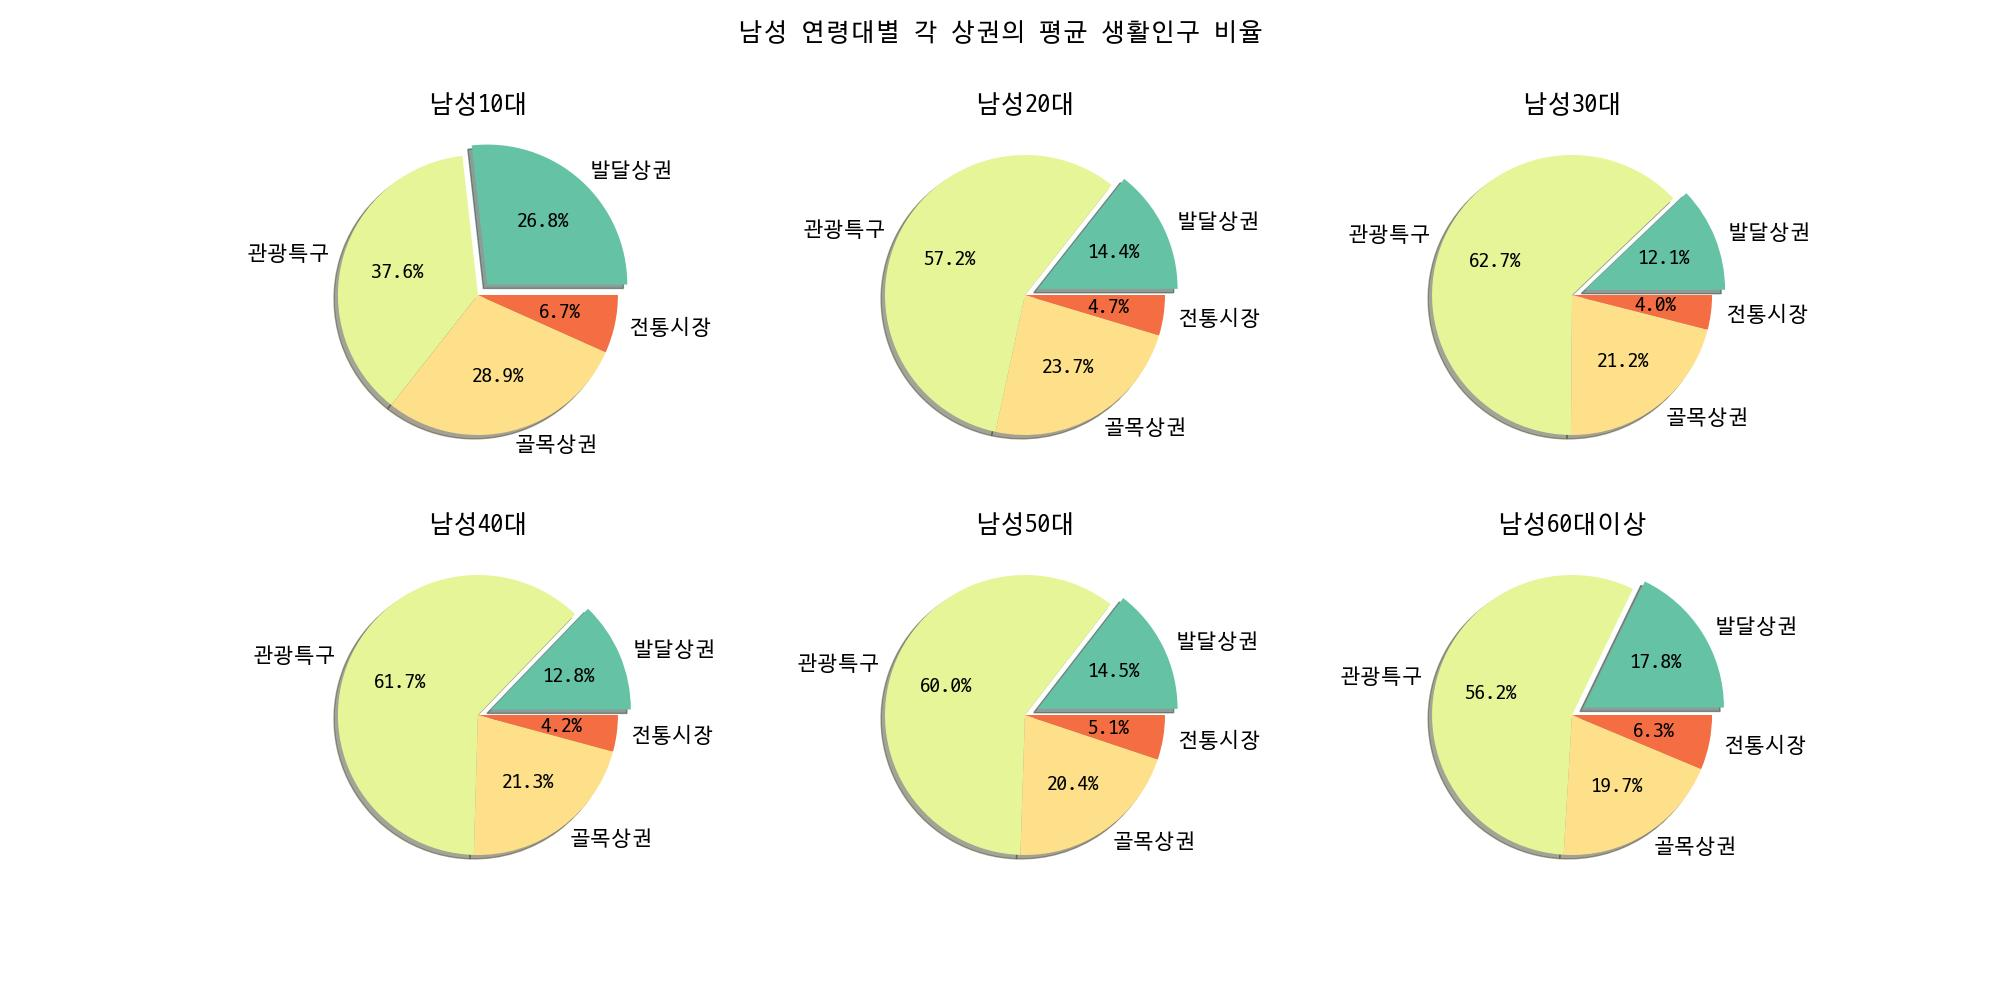 남성 연령대별 각 상권의 평균 생활인구 비율
남성10대
발달상권
26.8%
관광특구
37.6%
6.7%
전통시장
28.9%
골목상권
남성20대
발달상권
14.4%
관광특구
57.2%
4.7%
전통시장
23.7%
골목상권
남성30대
발달상권
12.1%
관광특구
62.7%
4.0%
전통시장
21.2%
골목상권
남성40대
발달상권
12.8%
관광특구
61.7%
4.2%
전통시장
21.3%
골목상권
남성50대
발달상권
14.5%
관광특구
60.0%
5.1%
전통시장
20.4%
골목상권
남성60대이상
발달상권
17.8%
관광특구
56.2%
6.3%
전통시장
19.7%
골목상권